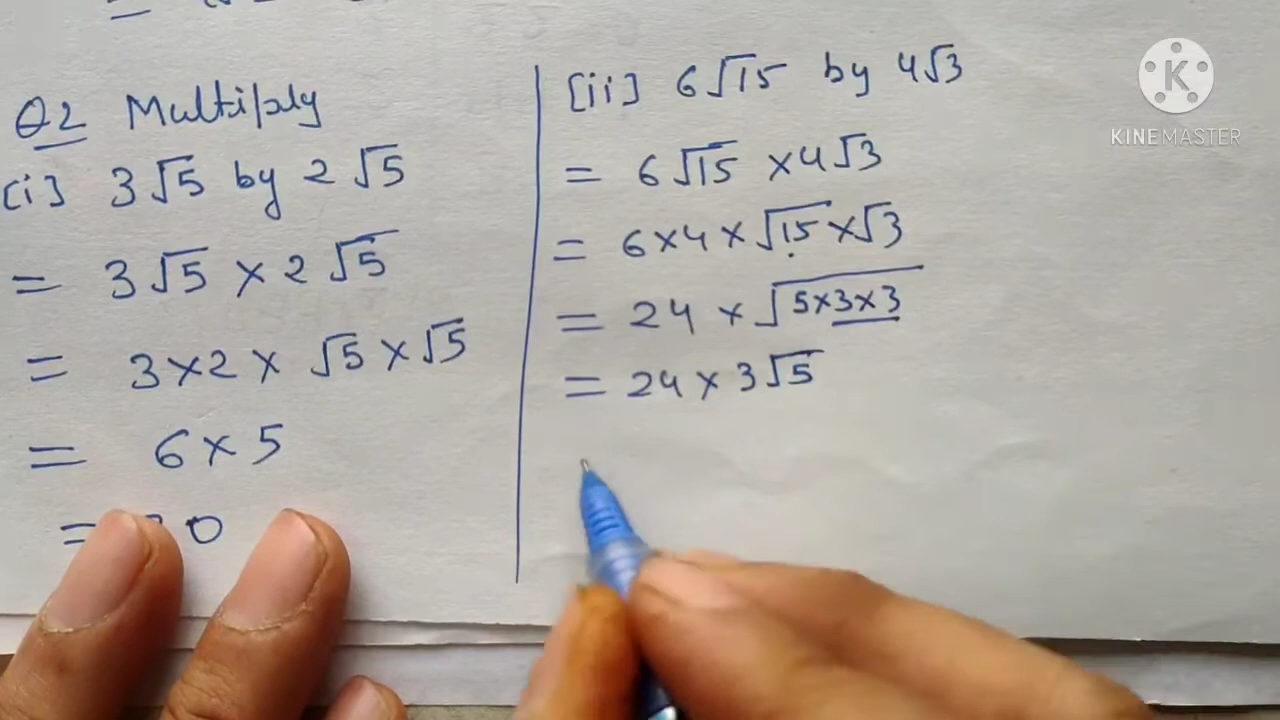 Q2 Multiply
[i] 3√5 by 2√5
= 3√5 × 2√5
= 3×2× √5×√5
= 6×5
=
[ii] 6√15 by 4√3
= 6√15 ×4√3
= 6×4×√15×√3
= 24 × √5×3×3
= 24× 3√5
K
KINEMASTER